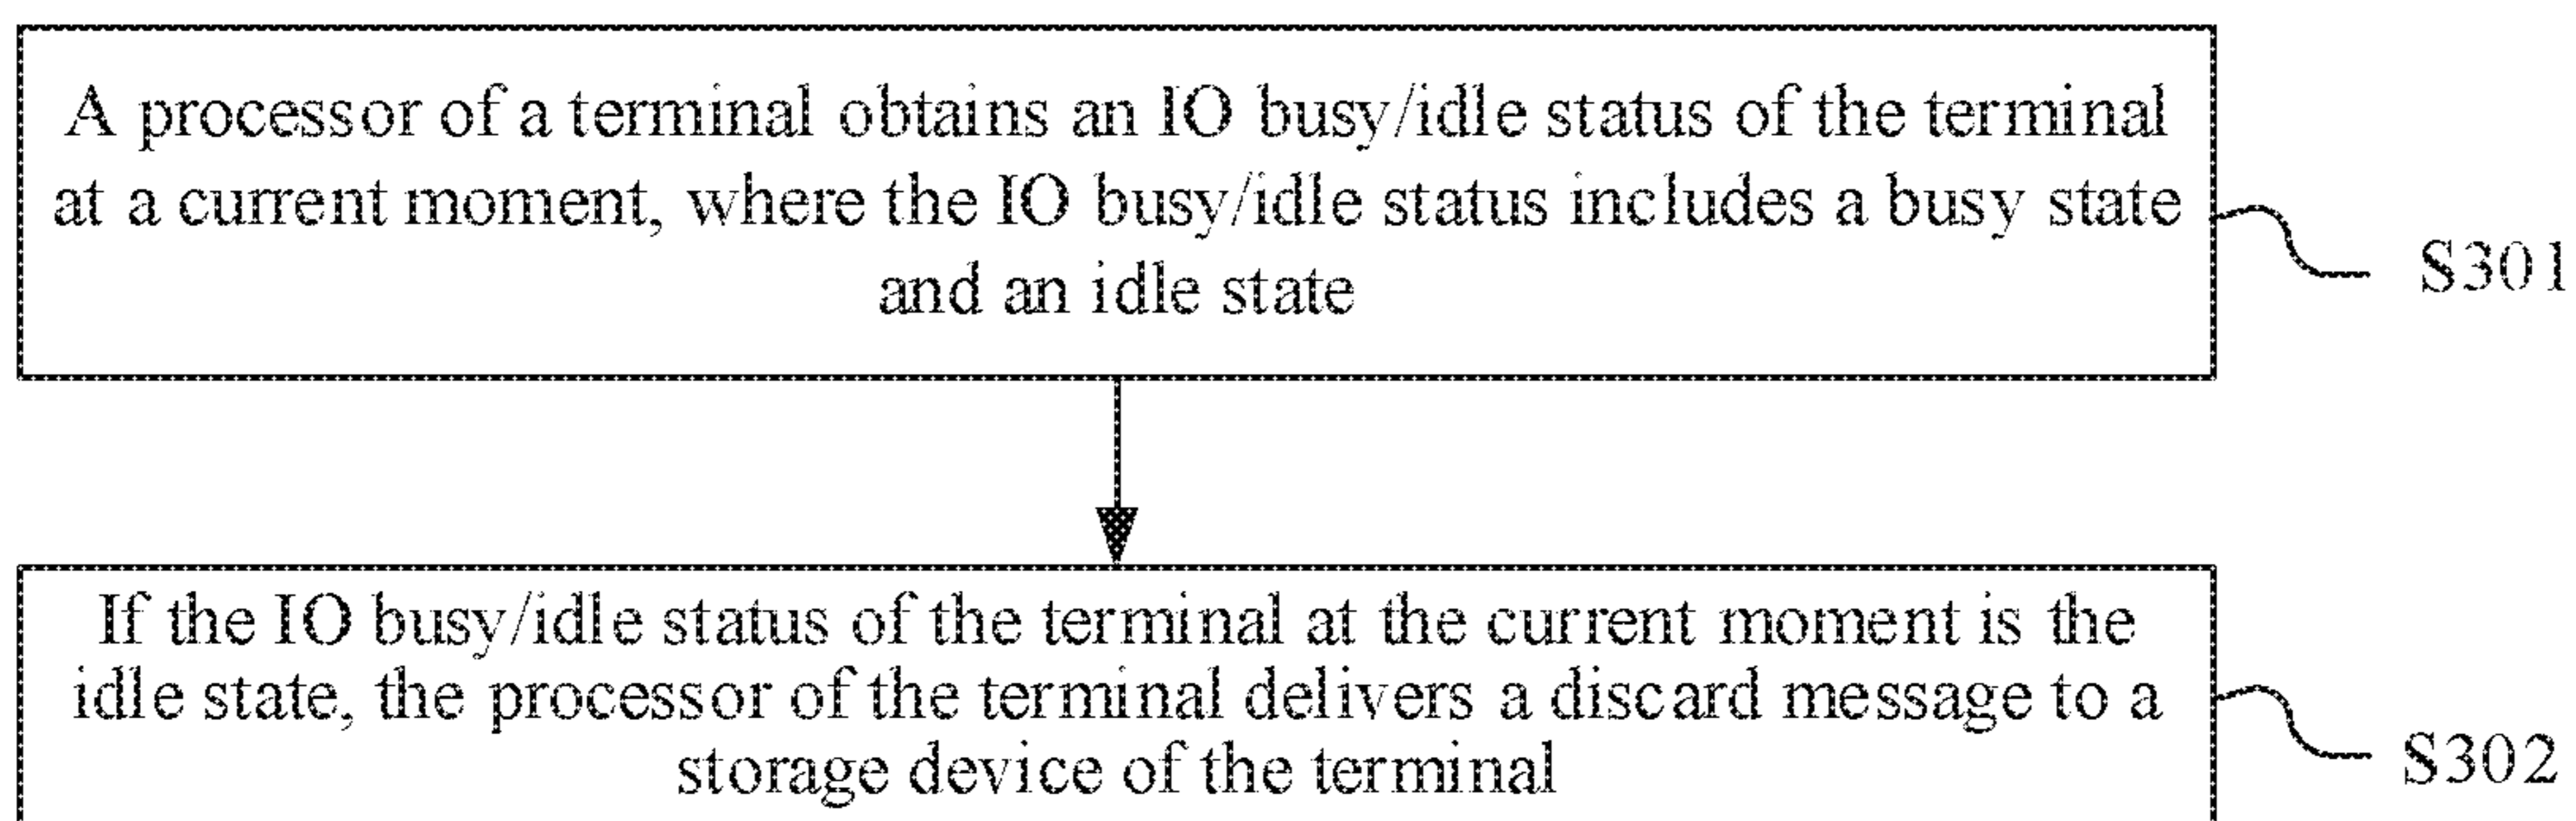 A processor of a terminal obtains an IO busy/idle status of the terminal
at a current moment, where the IO busy/idle status includes a busy state
and an idle state
S301
If the IO busy/idle status of the terminal at the current moment is the
idle state, the processor of the terminal delivers a discard message to a
storage device of the terminal
S302